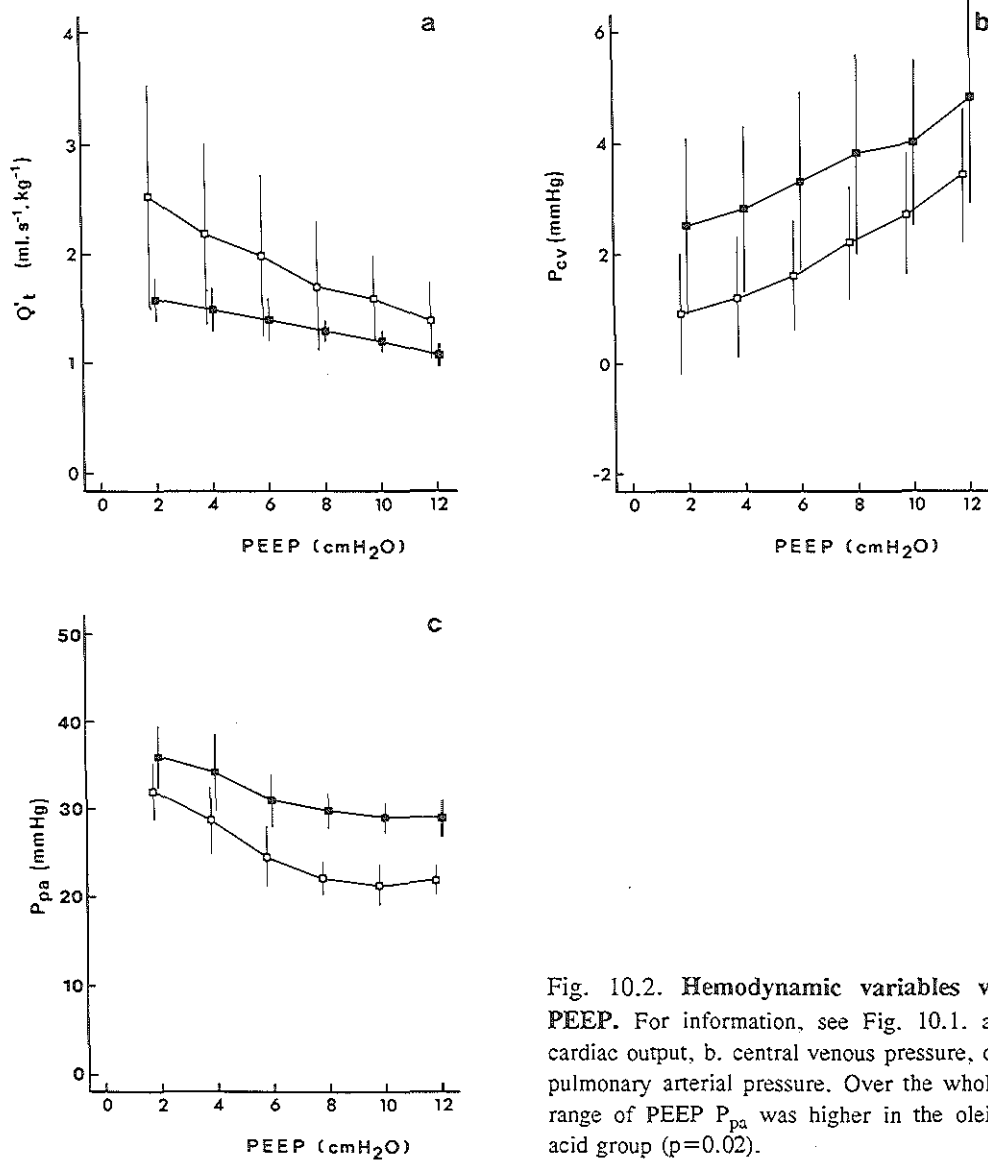 a
4
3
2
1
0
Q't (ml.s⁻¹.kg⁻¹)
0 2 4 6 8 10 12
PEEP (cmH₂O)
b
6
4
2
0
-2
Pcv (mmHg)
0 2 4 6 8 10 12
PEEP (cmH₂O)
c
50
40
30
20
10
0
Ppa (mmHg)
0 2 4 6 8 10 12
PEEP (cmH₂O)
Fig. 10.2. Hemodynamic variables v
PEEP. For information, see Fig. 10.1. a
cardiac output, b. central venous pressure, c
pulmonary arterial pressure. Over the whol
range of PEEP Ppa was higher in the olei
acid group (p=0.02).